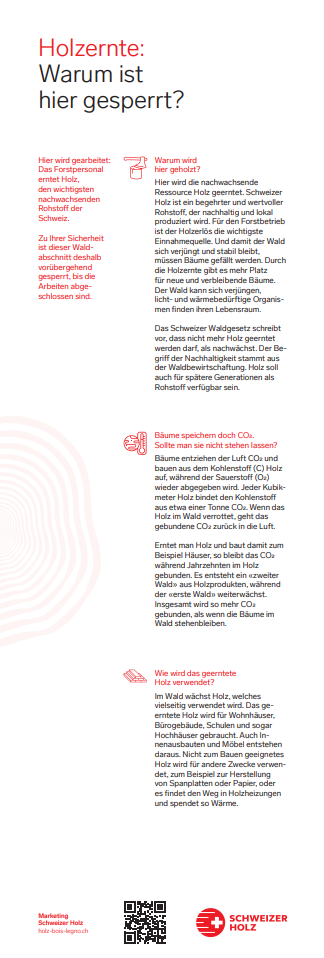 Holzernte:
Warum ist
hier gesperrt?
Hier wird gearbeitet:
Das Forstpersonal
erntet Holz,
den wichtigsten
nachwachsenden
Rohstoff der
Schweiz.
Zu Ihrer Sicherheit
ist dieser Wald-
abschnitt deshalb
vorübergehend
gesperrt, bis die
Arbeiten abge-
schlossen sind.
Warum wird
hier geholzt?
Hier wird die nachwachsende
Ressource Holz geerntet. Schweizer
Holz ist ein begehrter und wertvoller
Rohstoff, der nachhaltig und lokal
produziert wird. Für den Forstbetrieb
ist der Holzerlös die wichtigste
Einnahmequelle. Und damit der Wald
sich verjüngt und stabil bleibt,
müssen Bäume gefällt werden. Durch
die Holzernte gibt es mehr Platz
für neue und verbleibende Bäume.
Der Wald kann sich verjüngen,
licht- und wärmebedürftige Organis-
men finden ihren Lebensraum.
Das Schweizer Waldgesetz schreibt
vor, dass nicht mehr Holz geerntet
werden darf, als nachwächst. Der Be-
griff der Nachhaltigkeit stammt aus
der Waldbewirtschaftung. Holz soll
auch für spätere Generationen als
Rohstoff verfügbar sein.
Bäume speichern doch CO₂.
Sollte man sie nicht stehen lassen?
Bäume entziehen der Luft CO₂ und
bauen aus dem Kohlenstoff (C) Holz
auf, während der Sauerstoff (O₂)
wieder abgegeben wird. Jeder Kubik-
meter Holz bindet den Kohlenstoff
aus etwa einer Tonne CO₂. Wenn das
Holz im Wald verrottet, geht das
gebundene CO₂ zurück in die Luft.
Erntet man Holz und baut damit zum
Beispiel Häuser, so bleibt das CO₂
während Jahrzehnten im Holz
gebunden. Es entsteht ein «zweiter
Wald» aus Holzprodukten, während
der «erste Wald» weiterwächst.
Insgesamt wird so mehr CO₂
gebunden, als wenn die Bäume im
Wald stehenbleiben.
Wie wird das geerntete
Holz verwendet?
Im Wald wächst Holz, welches
vielseitig verwendet wird. Das ge-
erntete Holz wird für Wohnhäuser,
Bürogebäude, Schulen und sogar
Hochhäuser gebraucht. Auch In-
nenausbauten und Möbel entstehen
daraus. Nicht zum Bauen geeignetes
Holz wird für andere Zwecke verwen-
det, zum Beispiel zur Herstellung
von Spanplatten oder Papier, oder
es findet den Weg in Holzheizungen
und spendet so Wärme.
Marketing
Schweizer Holz
holz-bois-legno.ch
SCHWEIZER
HOLZ